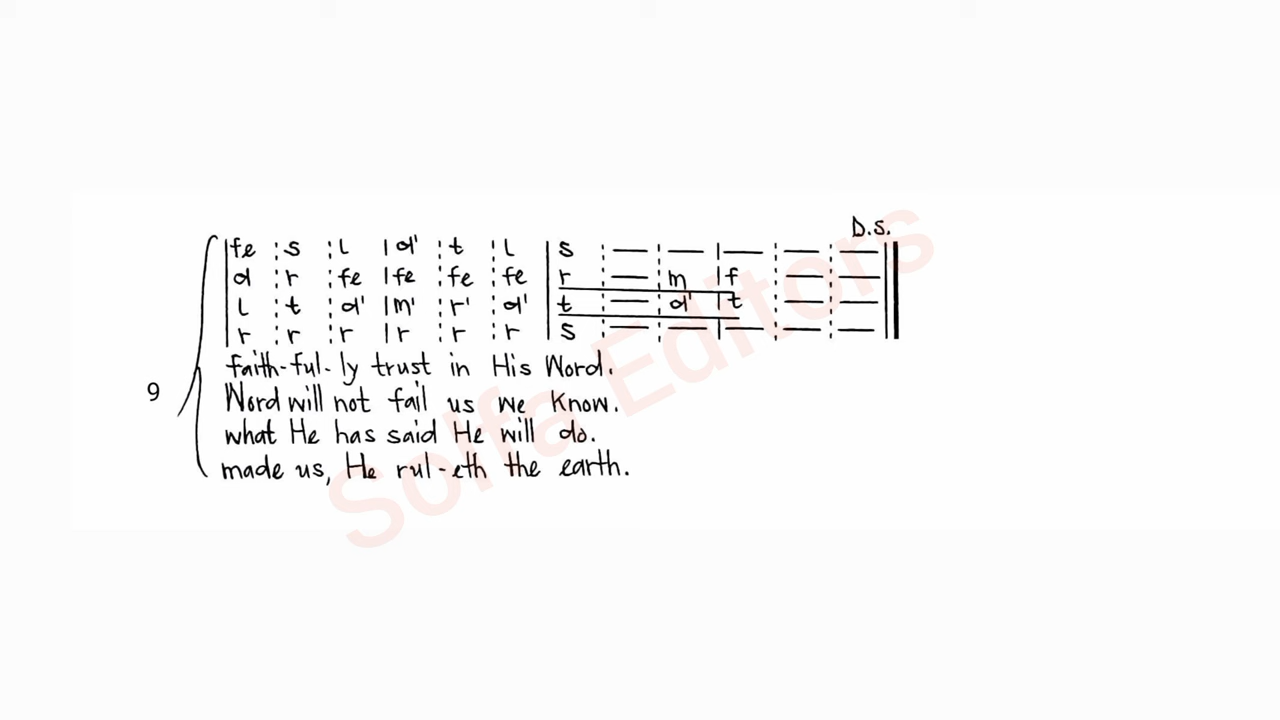 D.S.
|fe :s :l |d' :t :l |s :— :— |— :— :— ||
|d :r :fe |fe :fe :fe |r :— :m |f :— :— ||
|l :t :d' |m' :r' :d' |t :— :d' |t :— :— ||
|r :r :r |r :r :r |s :— :— |— :— :— ||
faith-ful-ly trust in His Word.
9
Word will not fail us we know.
what He has said He will do.
made us, He rul-eth the earth.
Solfa Editors